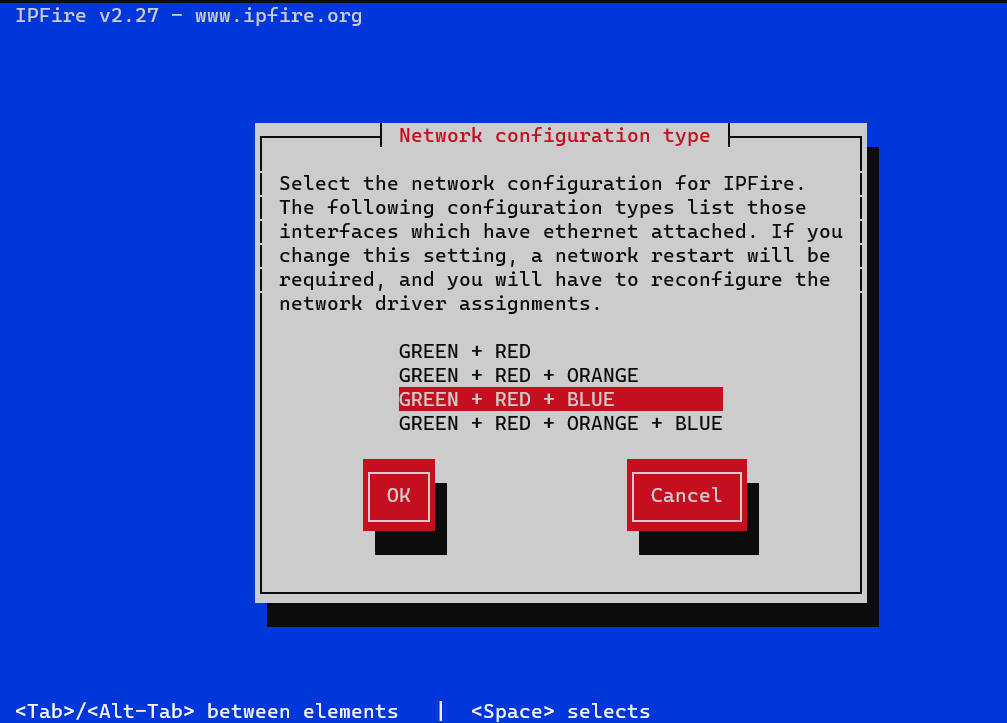 IPFire v2.27 - www.ipfire.org
Network configuration type
Select the network configuration for IPFire.
The following configuration types list those
interfaces which have ethernet attached. If you
change this setting, a network restart will be
required, and you will have to reconfigure the
network driver assignments.
GREEN + RED
GREEN + RED + ORANGE
GREEN + RED + BLUE
GREEN + RED + ORANGE + BLUE
OK Cancel
<Tab>/<Alt-Tab> between elements | <Space> selects